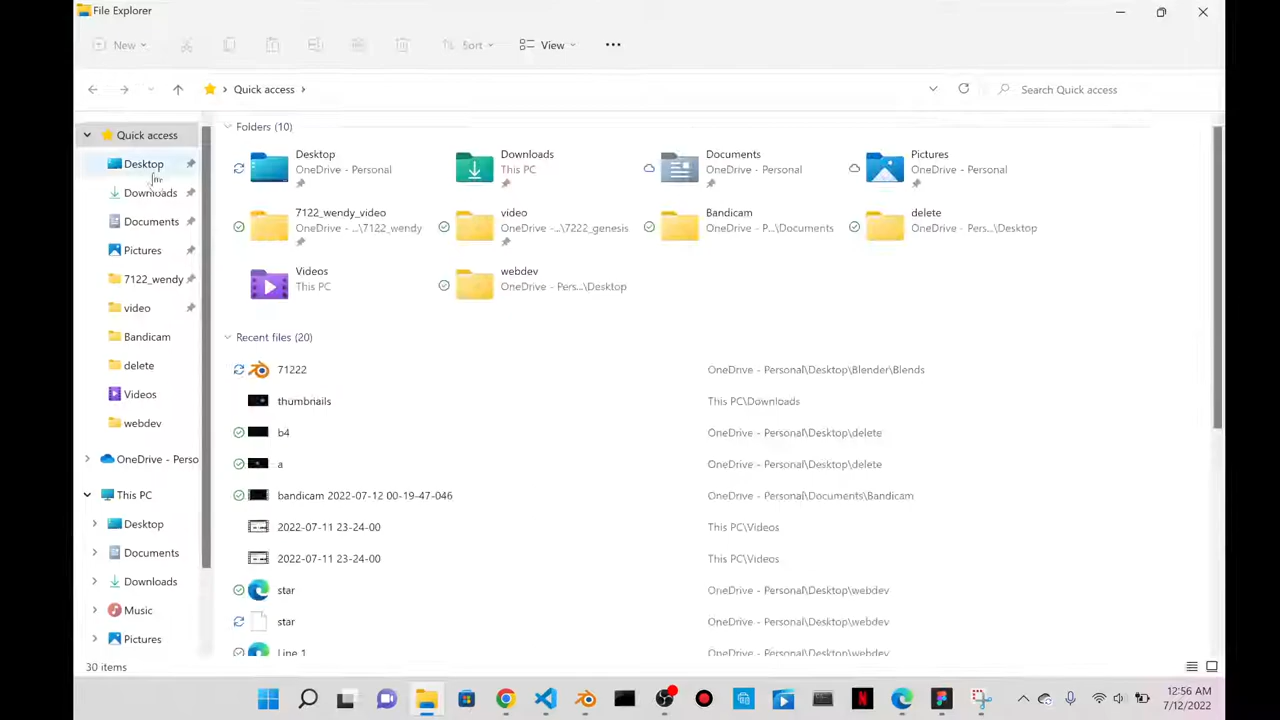 File Explorer
New
Sort
View
Quick access
Search Quick access
Quick access
Desktop
Downloads
Documents
Pictures
7122_wendy
video
Bandicam
delete
Videos
webdev
OneDrive - Perso
This PC
Desktop
Documents
Downloads
Music
Pictures
Folders (10)
Desktop
OneDrive - Personal
Downloads
This PC
Documents
OneDrive - Personal
Pictures
OneDrive - Personal
7122_wendy_video
OneDrive - ...\7122_wendy
video
OneDrive -...\7122_genesis
Bandicam
OneDrive - P...\Documents
delete
OneDrive - Pers...\Desktop
Videos
This PC
webdev
OneDrive - Pers...\Desktop
Recent files (20)
71222 OneDrive - Personal\Desktop\Blender\Blends
thumbnails This PC\Downloads
b4 OneDrive - Personal\Desktop\delete
a OneDrive - Personal\Desktop\delete
bandicam 2022-07-12 00-19-47-046 OneDrive - Personal\Documents\Bandicam
2022-07-11 23-24-00 This PC\Videos
2022-07-11 23-24-00 This PC\Videos
star OneDrive - Personal\Desktop\webdev
star OneDrive - Personal\Desktop\webdev
Line 1 OneDrive - Personal\Desktop\webdev
30 items
12:56 AM
7/12/2022